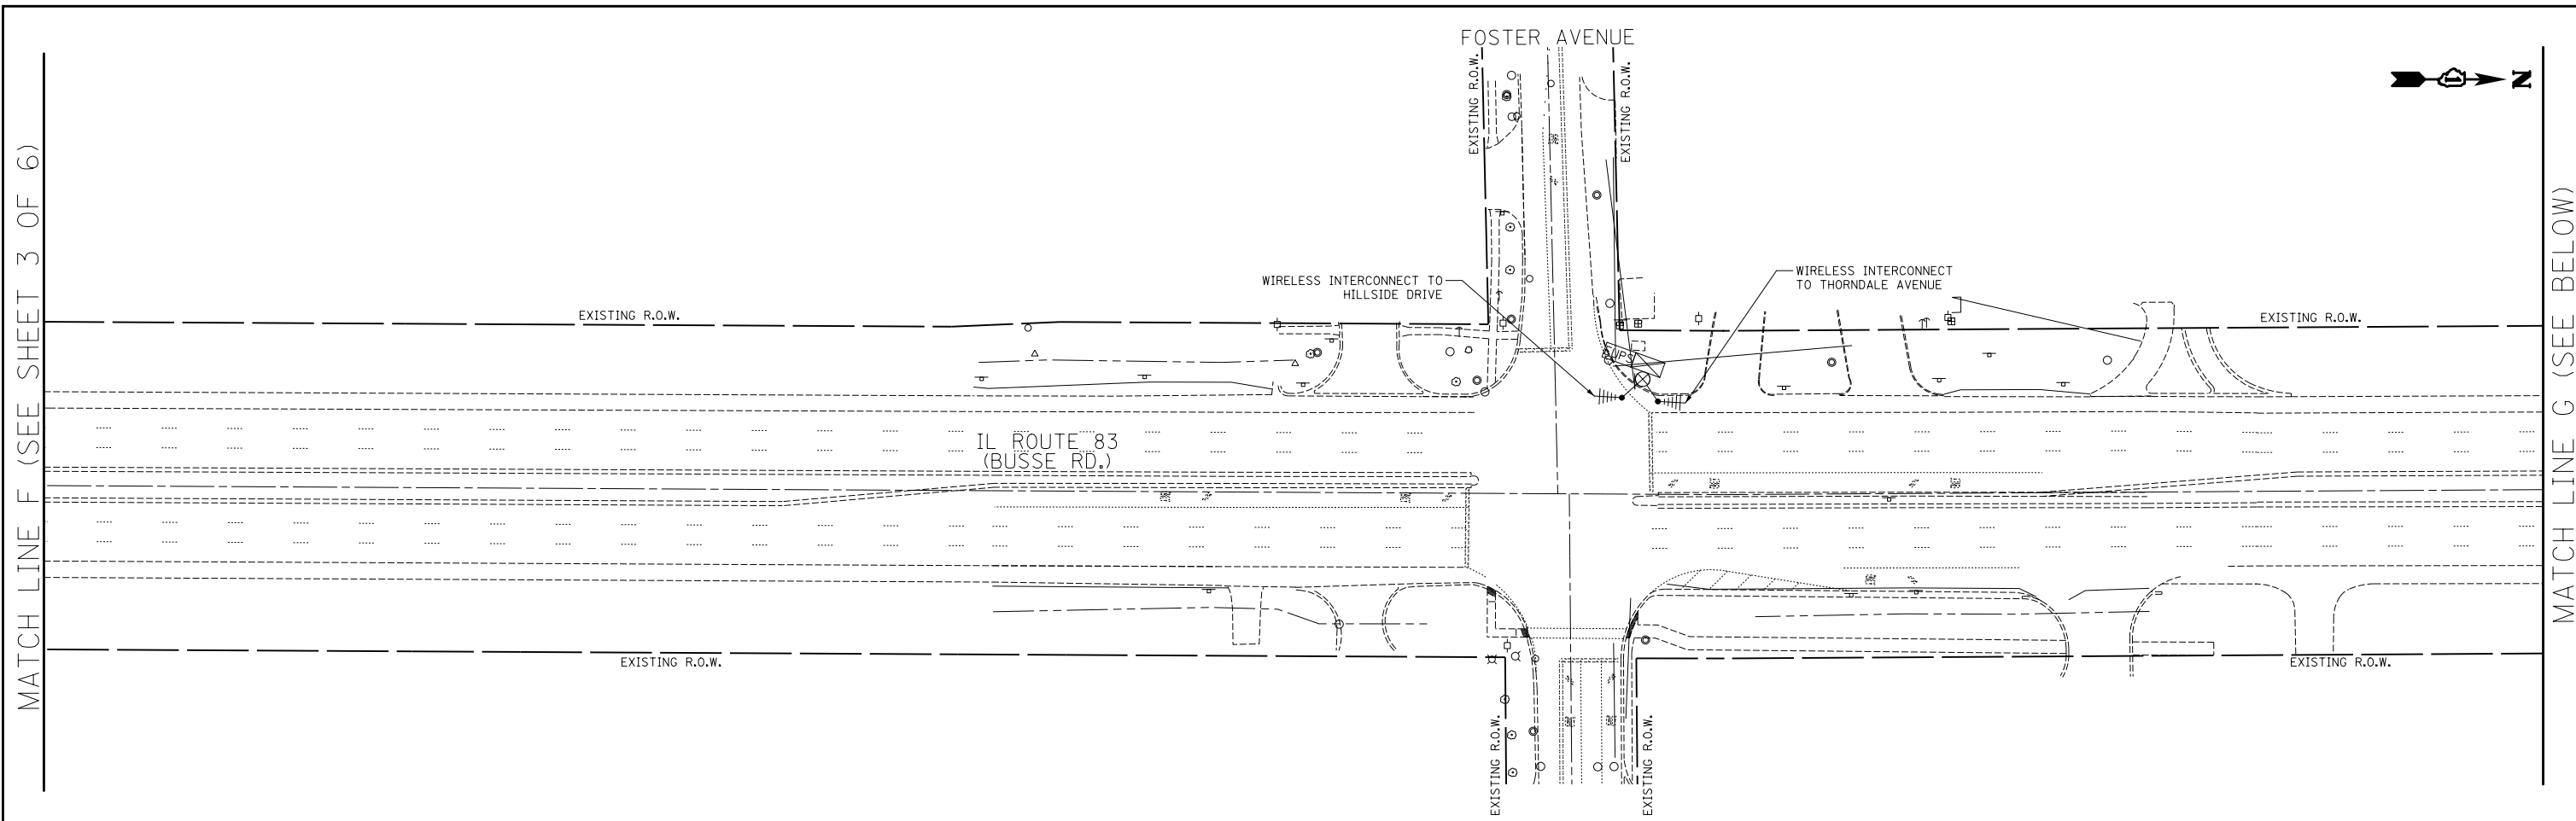 FOSTER AVENUE
EXISTING R.O.W.
EXISTING R.O.W.
N
MATCH LINE F (SEE SHEET 3 OF 6)
WIRELESS INTERCONNECT TO
HILLSIDE DRIVE
WIRELESS INTERCONNECT
TO THORNDALE AVENUE
EXISTING R.O.W.
EXISTING R.O.W.
UPS
IL ROUTE 83
(BUSSE RD.)
MATCH LINE G (SEE BELOW)
EXISTING R.O.W.
EXISTING R.O.W.
EXISTING R.O.W.
EXISTING R.O.W.